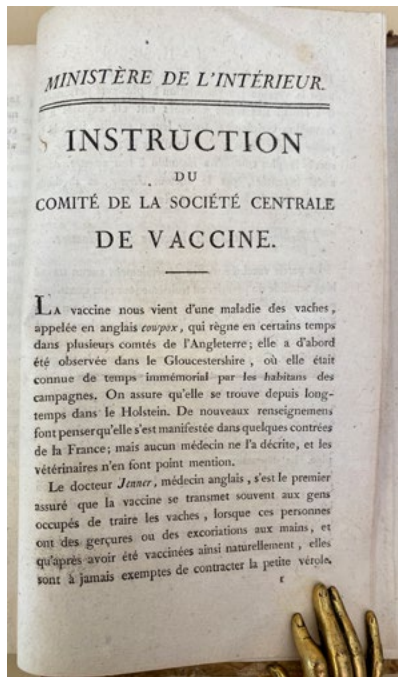 MINISTÈRE DE L'INTÉRIEUR.
INSTRUCTION
DU
COMITÉ DE LA SOCIÉTÉ CENTRALE
DE VACCINE.
LA vaccine nous vient d'une maladie des vaches,
appelée en anglais cowpox, qui règne en certains temps
dans plusieurs comtés de l'Angleterre; elle a d'abord
été observée dans le Gloucestershire, où elle était
connue de temps immémorial par les habitans des
campagnes. On assure qu'elle se trouve depuis long-
temps dans le Holstein. De nouveaux renseignemens
font penser qu'elle s'est manifestée dans quelques contrées
de la France; mais aucun médecin ne l'a décrite, et les
vétérinaires n'en font point mention.
Le docteur Jenner, médecin anglais, s'est le premier
assuré que la vaccine se transmet souvent aux gens
occupés de traire les vaches, lorsque ces personnes
ont des gerçures ou des excoriations aux mains, et
qu'après avoir été vaccinées ainsi naturellement, elles
sont à jamais exemptes de contracter la petite vérole.